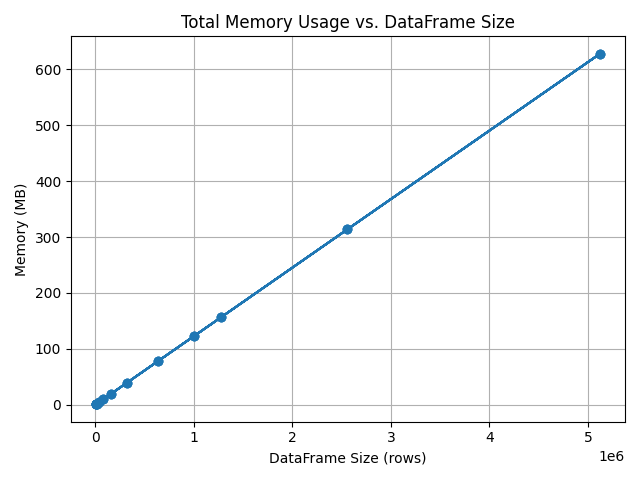 Total Memory Usage vs. DataFrame Size
600
500
400
300
200
100
0
Memory (MB)
0 1 2 3 4 5
1e6
DataFrame Size (rows)